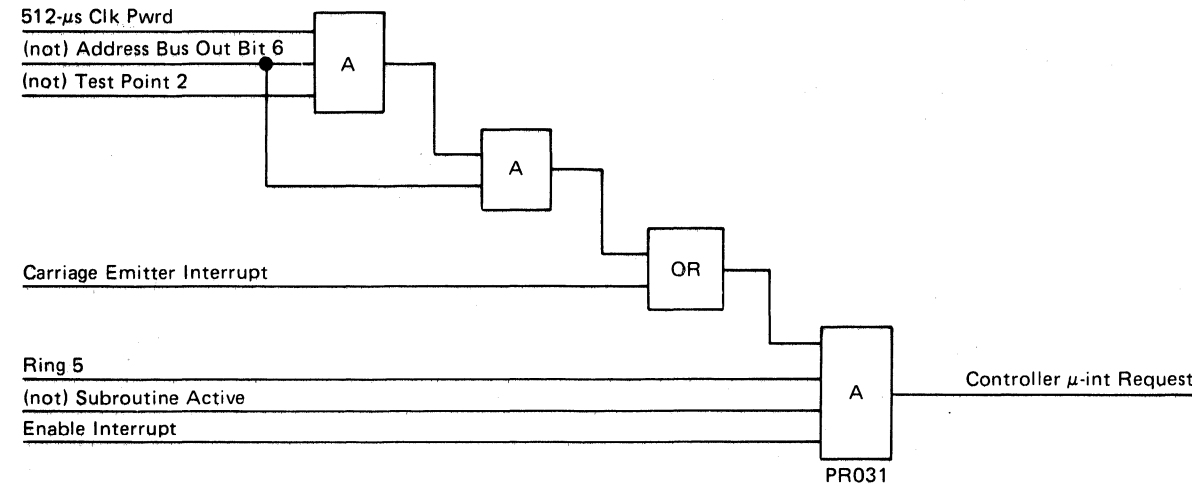 512-μs Clk Pwrd
(not) Address Bus Out Bit 6
(not) Test Point 2
A
A
OR
Carriage Emitter Interrupt
Ring 5
(not) Subroutine Active
Enable Interrupt
A
Controller μ-int Request
PR031